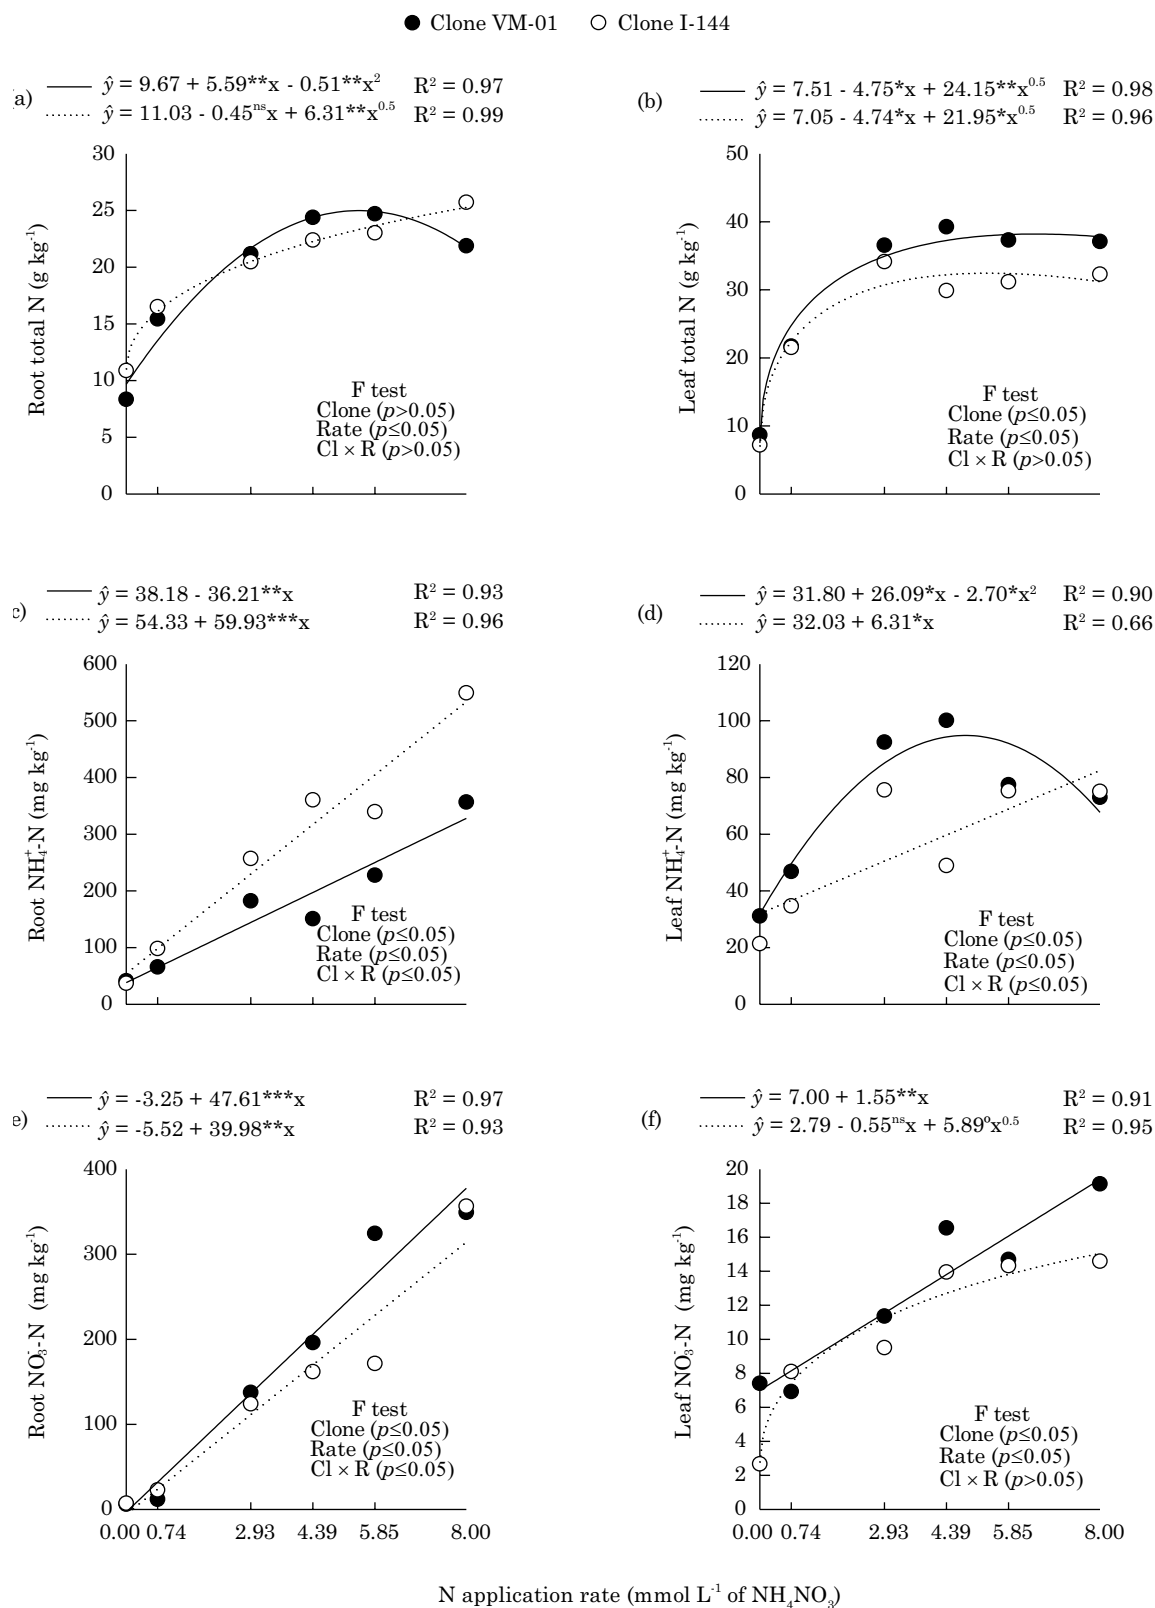 Clone VM-01 Clone I-144
a) ŷ = 9.67 + 5.59**x - 0.51**x² R² = 0.97
ŷ = 11.03 - 0.45ⁿˢx + 6.31**x⁰·⁵ R² = 0.99
30
25
20
15
10
5
0
Root total N (g kg⁻¹)
F test
Clone (p>0.05)
Rate (p≤0.05)
Cl × R (p>0.05)
(b) ŷ = 7.51 - 4.75*x + 24.15**x⁰·⁵ R² = 0.98
ŷ = 7.05 - 4.74*x + 21.95*x⁰·⁵ R² = 0.96
50
40
30
20
10
0
Leaf total N (g kg⁻¹)
F test
Clone (p≤0.05)
Rate (p≤0.05)
Cl × R (p>0.05)
c) ŷ = 38.18 - 36.21**x R² = 0.93
ŷ = 54.33 + 59.93***x R² = 0.96
600
500
400
300
200
100
0
Root NH₄⁺-N (mg kg⁻¹)
F test
Clone (p≤0.05)
Rate (p≤0.05)
Cl × R (p≤0.05)
(d) ŷ = 31.80 + 26.09*x - 2.70*x² R² = 0.90
ŷ = 32.03 + 6.31*x R² = 0.66
120
100
80
60
40
20
0
Leaf NH₄⁺-N (mg kg⁻¹)
F test
Clone (p≤0.05)
Rate (p≤0.05)
Cl × R (p≤0.05)
e) ŷ = -3.25 + 47.61***x R² = 0.97
ŷ = -5.52 + 39.98**x R² = 0.93
400
300
200
100
0
Root NO₃⁻-N (mg kg⁻¹)
F test
Clone (p≤0.05)
Rate (p≤0.05)
Cl × R (p≤0.05)
0.00 0.74 2.93 4.39 5.85 8.00
(f) ŷ = 7.00 + 1.55**x R² = 0.91
ŷ = 2.79 - 0.55ⁿˢx + 5.89ºx⁰·⁵ R² = 0.95
20
18
16
14
12
10
8
6
4
2
0
Leaf NO₃⁻-N (mg kg⁻¹)
F test
Clone (p≤0.05)
Rate (p≤0.05)
Cl × R (p>0.05)
0.00 0.74 2.93 4.39 5.85 8.00
N application rate (mmol L⁻¹ of NH₄NO₃)